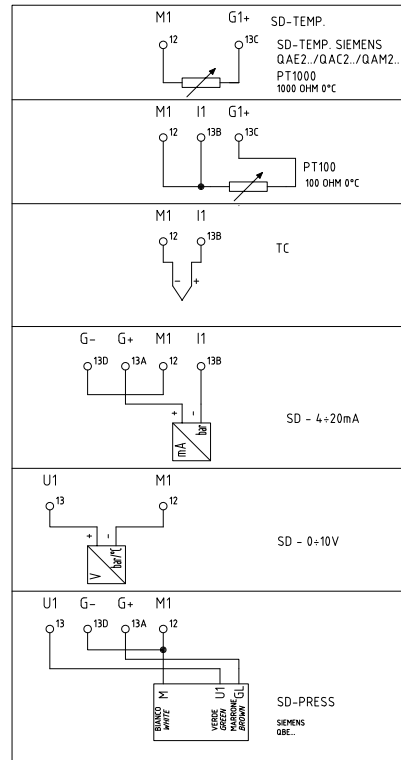 M1 G1+ SD-TEMP.
12 13C SD-TEMP. SIEMENS
QAE2../QAC2../QAM2..
PT1000
1000 OHM 0°C
M1 I1 G1+
12 13B 13C
PT100
100 OHM 0°C
M1 I1
12 13B
TC
- +
G- G+ M1 I1
13D 13A 12 13B
+ -
mA bar
SD - 4÷20mA
U1 M1
13 12
+ -
V bar/°C
SD - 0÷10V
U1 G- G+ M1
13 13D 13A 12
M U1 GL
BIANCO WHITE VERDE GREEN MARRONE BROWN
SD-PRESS
SIEMENS
QBE...